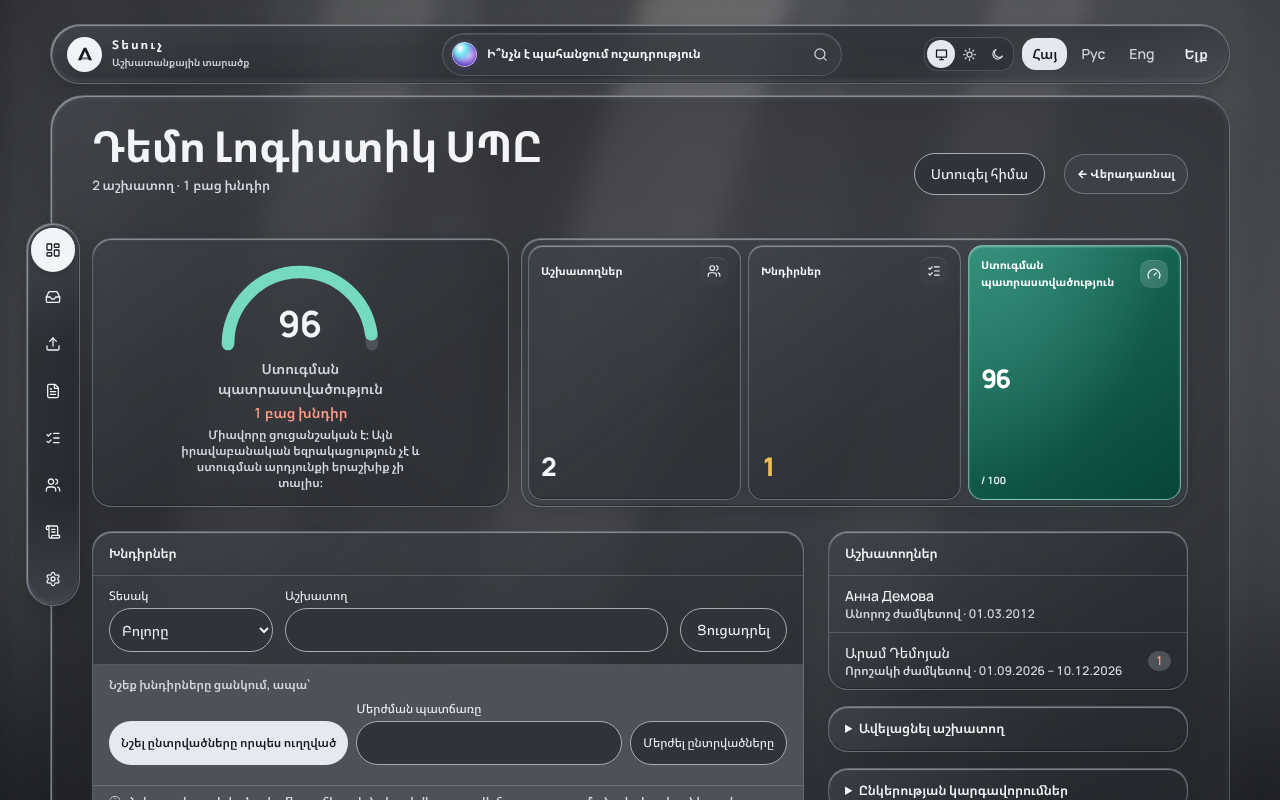 Տեսուչ
Աշխատանքային տարածք
Ի՞նչն է պահանջում ուշադրություն
Հայ
Рус
Eng
Ելք
Դեմո Լոգիստիկ ՍՊԸ
2 աշխատող · 1 բաց խնդիր
Ստուգել հիմա
← Վերադառնալ
96
Ստուգման
պատրաստվածություն
1 բաց խնդիր
Միավորը ցուցանշական է: Այն
իրավաբանական եզրակացություն չէ և
ստուգման արդյունքի երաշխիք չի
տալիս:
Աշխատողներ
2
Խնդիրներ
1
Ստուգման
պատրաստվածություն
96
/ 100
Խնդիրներ
Տեսակ
Աշխատող
Բոլորը
Ցուցադրել
Նշեք խնդիրները ցանկում, ապա՝
Մերժման պատճառը
Նշել ընտրվածները որպես ուղղված
Մերժել ընտրվածները
Աշխատողներ
Анна Демова
Անորոշ ժամկետով · 01.03.2012
Արամ Դեմոյան
Որոշակի ժամկետով · 01.09.2026 – 10.12.2026
1
▶ Ավելացնել աշխատող
▶ Ընկերության կարգավորումներ